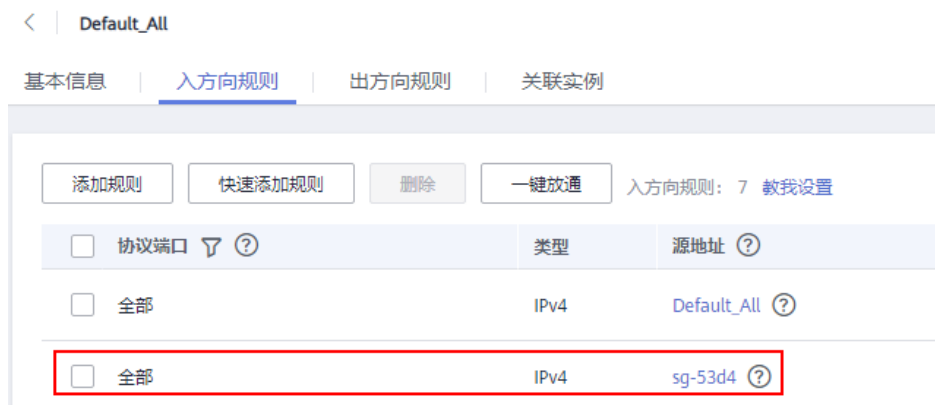 Default_All
基本信息 入方向规则 出方向规则 关联实例
添加规则 快速添加规则 删除 一键放通 入方向规则: 7 教我设置
协议端口 类型 源地址
全部 IPv4 Default_All
全部 IPv4 sg-53d4